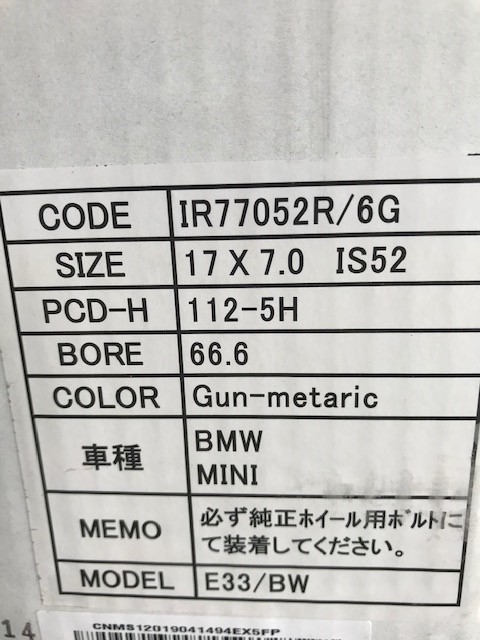 CODE IR77052R/6G
SIZE 17 X 7.0 IS52
PCD-H 112-5H
BORE 66.6
COLOR Gun-metaric
車種 BMW
MINI
MEMO 必ず純正ホイール用ボルトに
て装着してください。
MODEL E33/BW
14 CNMS12019041494EX5FP